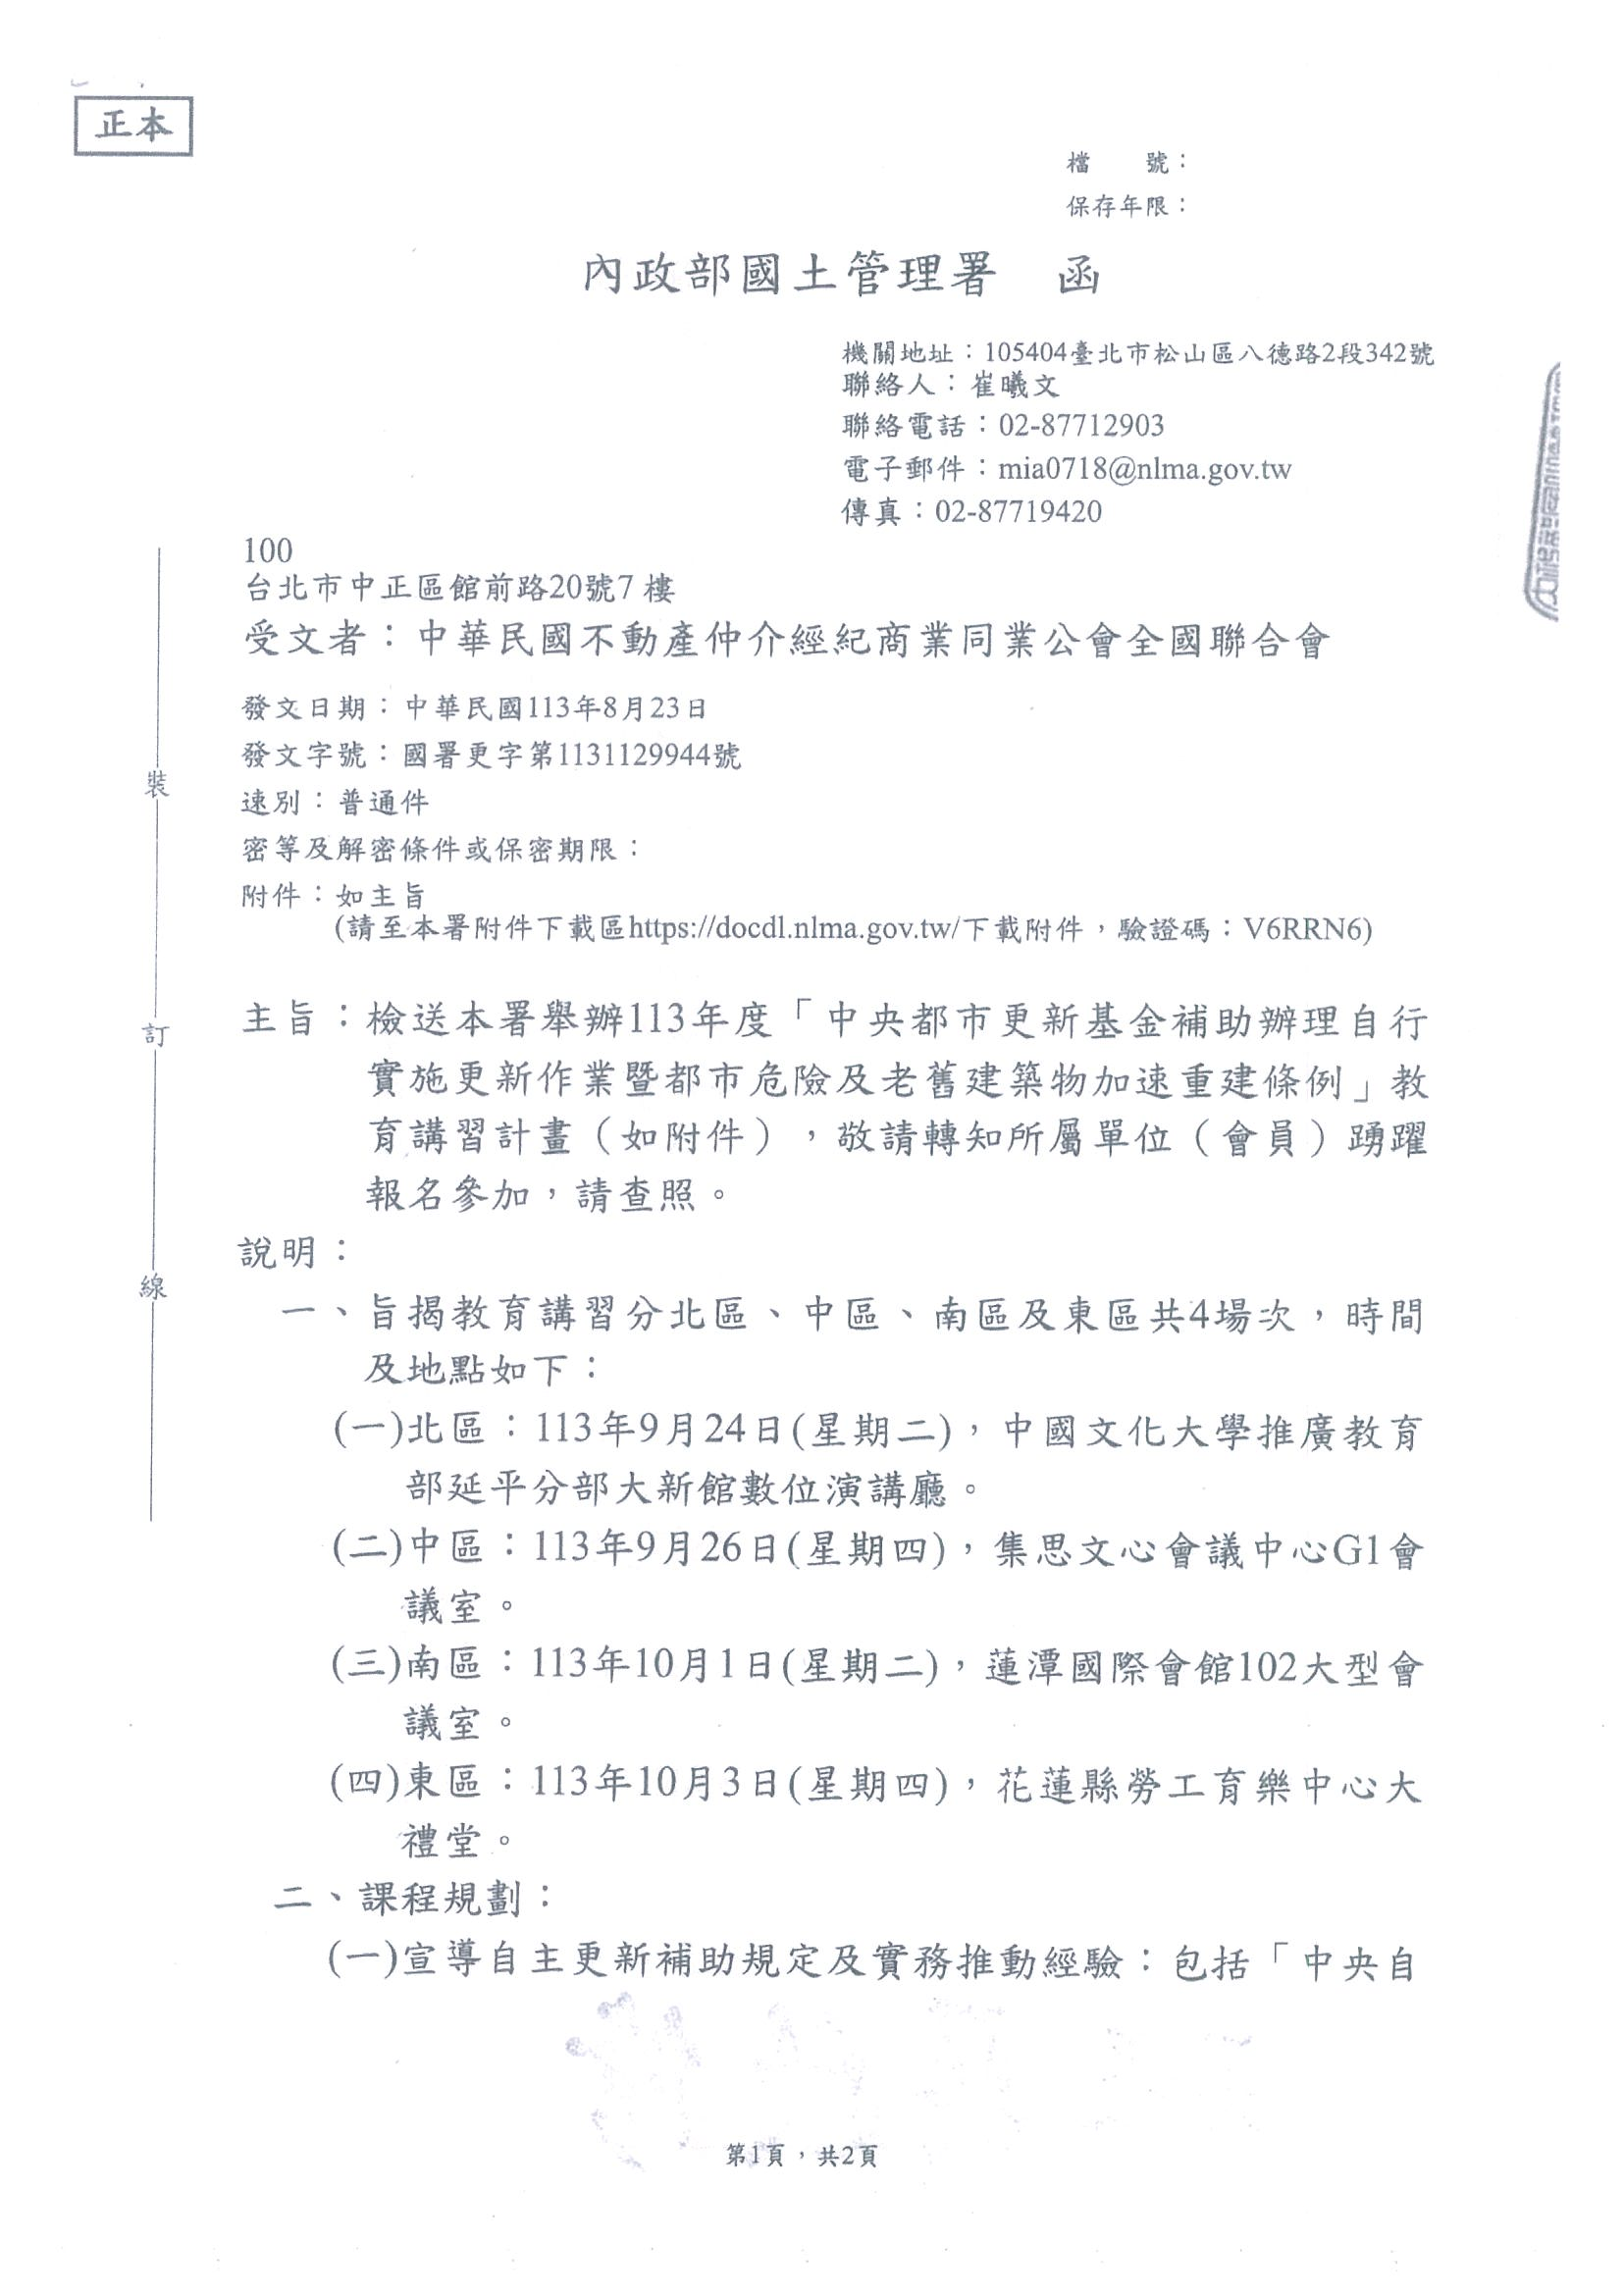 正本
檔　　號：
保存年限：
內政部國土管理署　函
機關地址：105404臺北市松山區八德路2段342號
聯絡人：崔曦文
聯絡電話：02-87712903
電子郵件：mia0718@nlma.gov.tw
傳真：02-87719420
100
台北市中正區館前路20號7樓
受文者：中華民國不動產仲介經紀商業同業公會全國聯合會
發文日期：中華民國113年8月23日
發文字號：國署更字第1131129944號
速別：普通件
密等及解密條件或保密期限：
附件：如主旨
(請至本署附件下載區https://docdl.nlma.gov.tw/下載附件，驗證碼：V6RRN6)
主旨：檢送本署舉辦113年度「中央都市更新基金補助辦理自行
實施更新作業暨都市危險及老舊建築物加速重建條例」教
育講習計畫（如附件），敬請轉知所屬單位（會員）踴躍
報名參加，請查照。
說明：
一、旨揭教育講習分北區、中區、南區及東區共4場次，時間
及地點如下：
(一)北區：113年9月24日(星期二)，中國文化大學推廣教育
部延平分部大新館數位演講廳。
(二)中區：113年9月26日(星期四)，集思文心會議中心G1會
議室。
(三)南區：113年10月1日(星期二)，蓮潭國際會館102大型會
議室。
(四)東區：113年10月3日(星期四)，花蓮縣勞工育樂中心大
禮堂。
二、課程規劃：
(一)宣導自主更新補助規定及實務推動經驗：包括「中央自
裝
訂
線
第1頁，共2頁